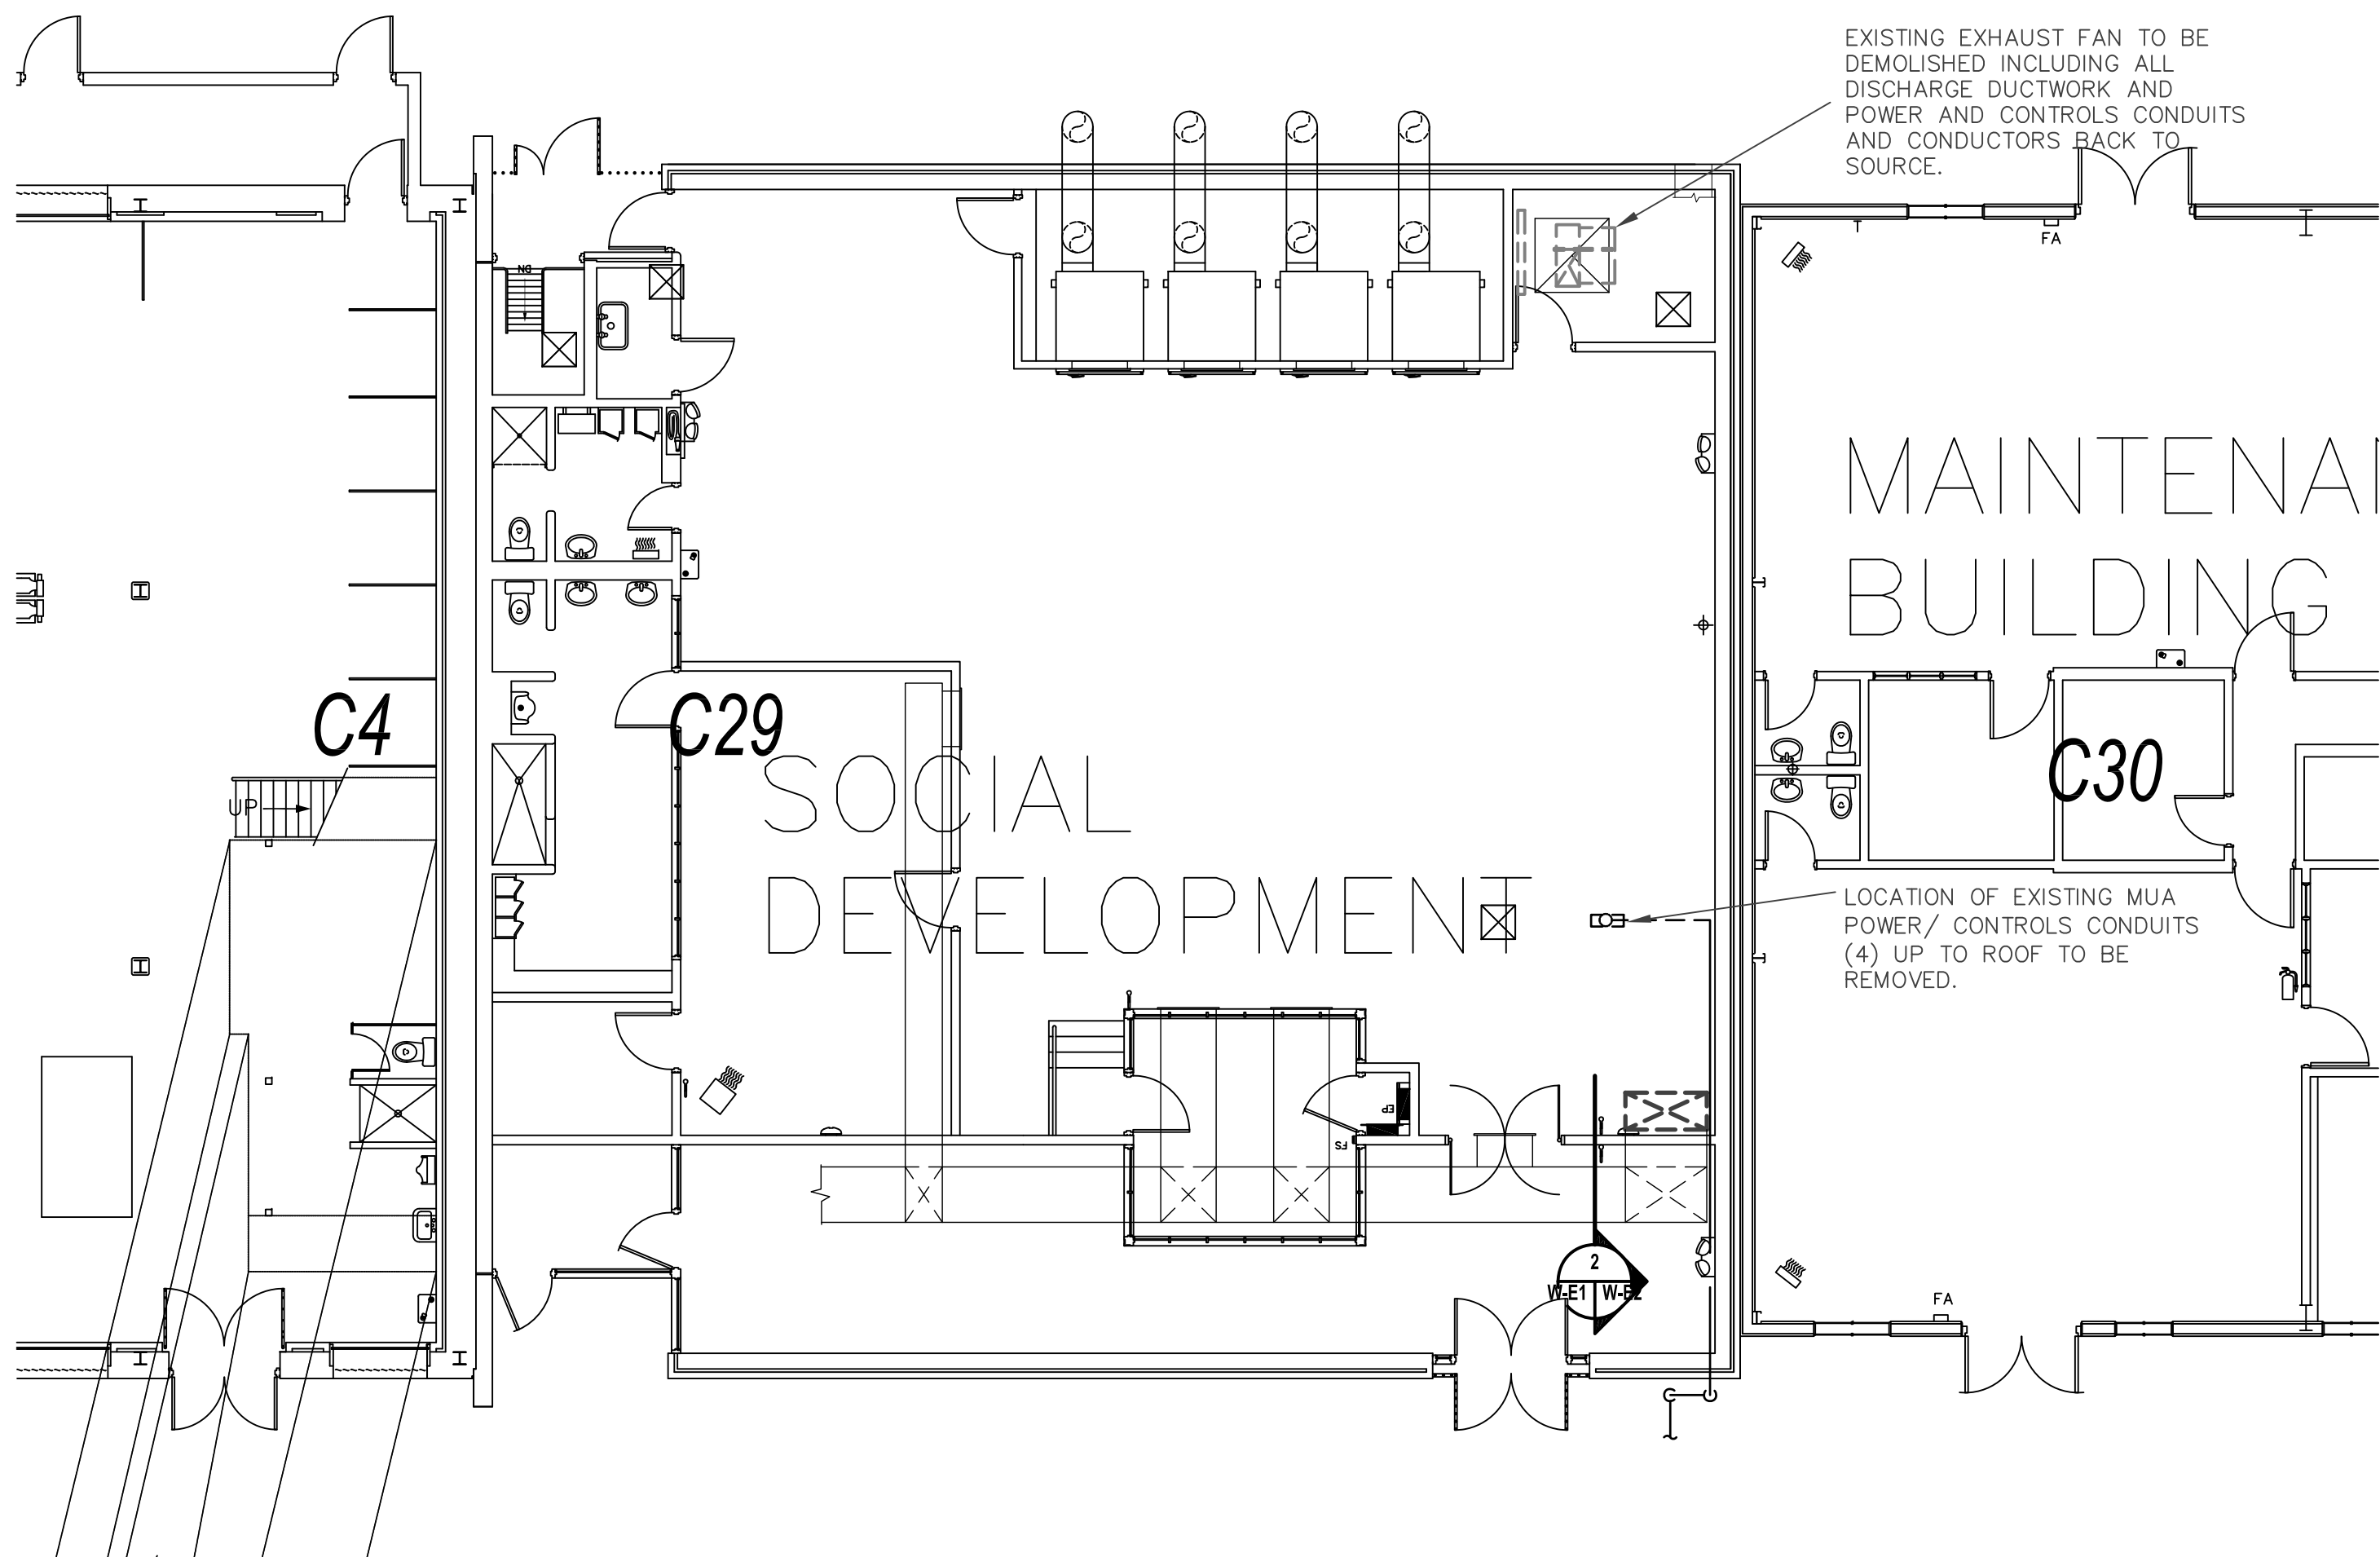 EXISTING EXHAUST FAN TO BE
DEMOLISHED INCLUDING ALL
DISCHARGE DUCTWORK AND
POWER AND CONTROLS CONDUITS
AND CONDUCTORS BACK TO
SOURCE.
FA
T
DN
MAINTENAN
BUILDING
C4
C29
C30
SOCIAL
DEVELOPMENT
UP
LOCATION OF EXISTING MUA
POWER/ CONTROLS CONDUITS
(4) UP TO ROOF TO BE
REMOVED.
EP
FS
2
W-E1 W-E2
FA